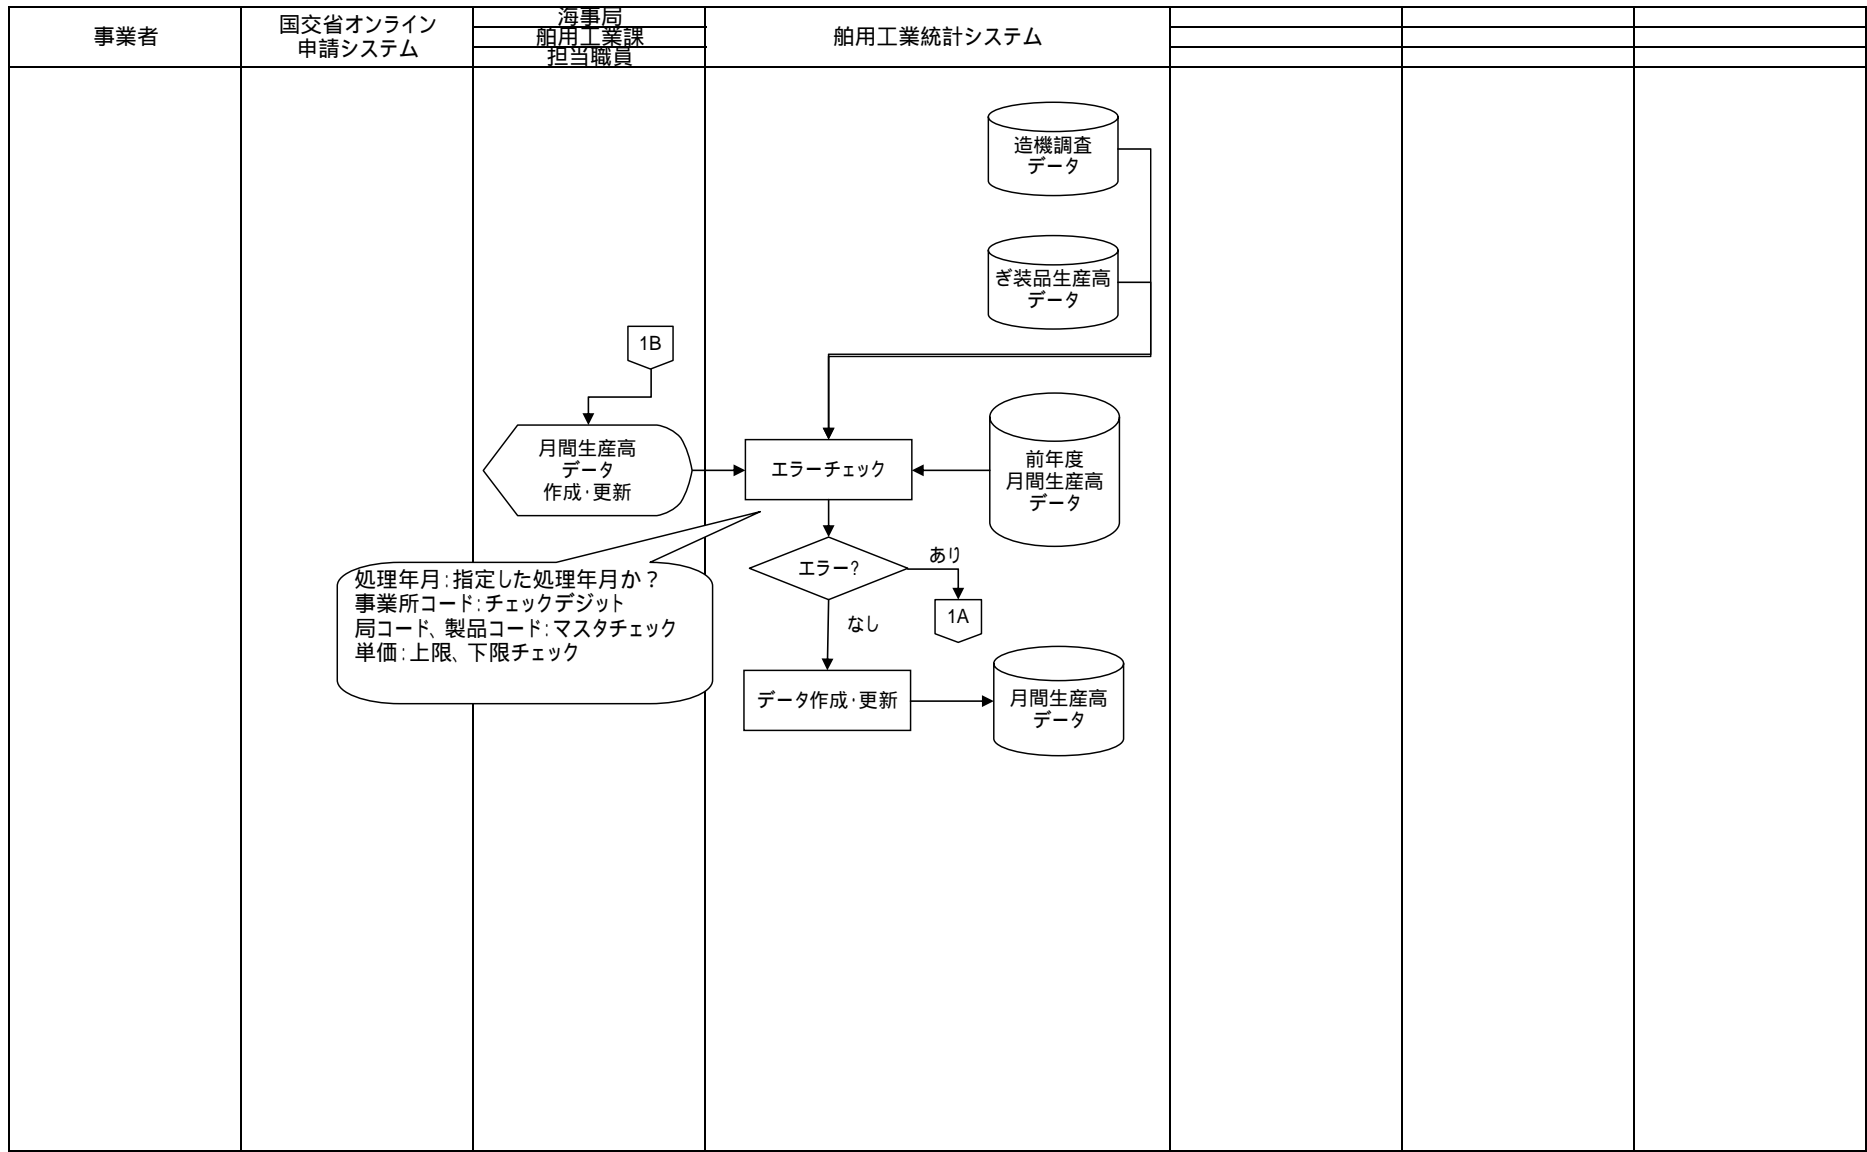 事業者
国交省オンライン
申請システム
海事局
舶用工業課
担当職員
舶用工業統計システム
造機調査
データ
ぎ装品生産高
データ
1B
月間生産高
データ
作成・更新
エラーチェック
前年度
月間生産高
データ
エラー?
あり
1A
なし
処理年月：指定した処理年月か？
事業所コード：チェックデジット
局コード、製品コード：マスタチェック
単価：上限、下限チェック
データ作成・更新
月間生産高
データ